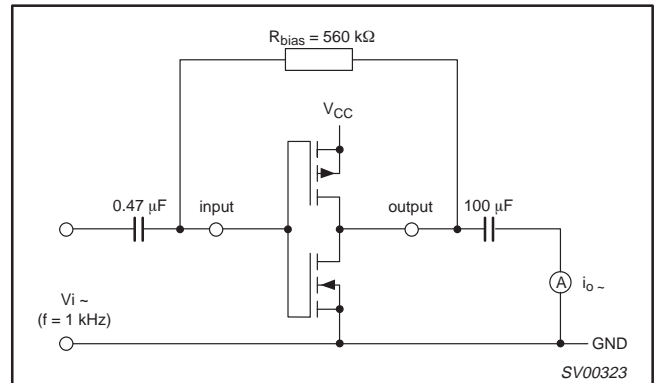 R_bias = 560 kΩ
V_CC
0.47 μF
input
output
100 μF
A
i_o ~
Vi ~
(f = 1 kHz)
GND
SV00323